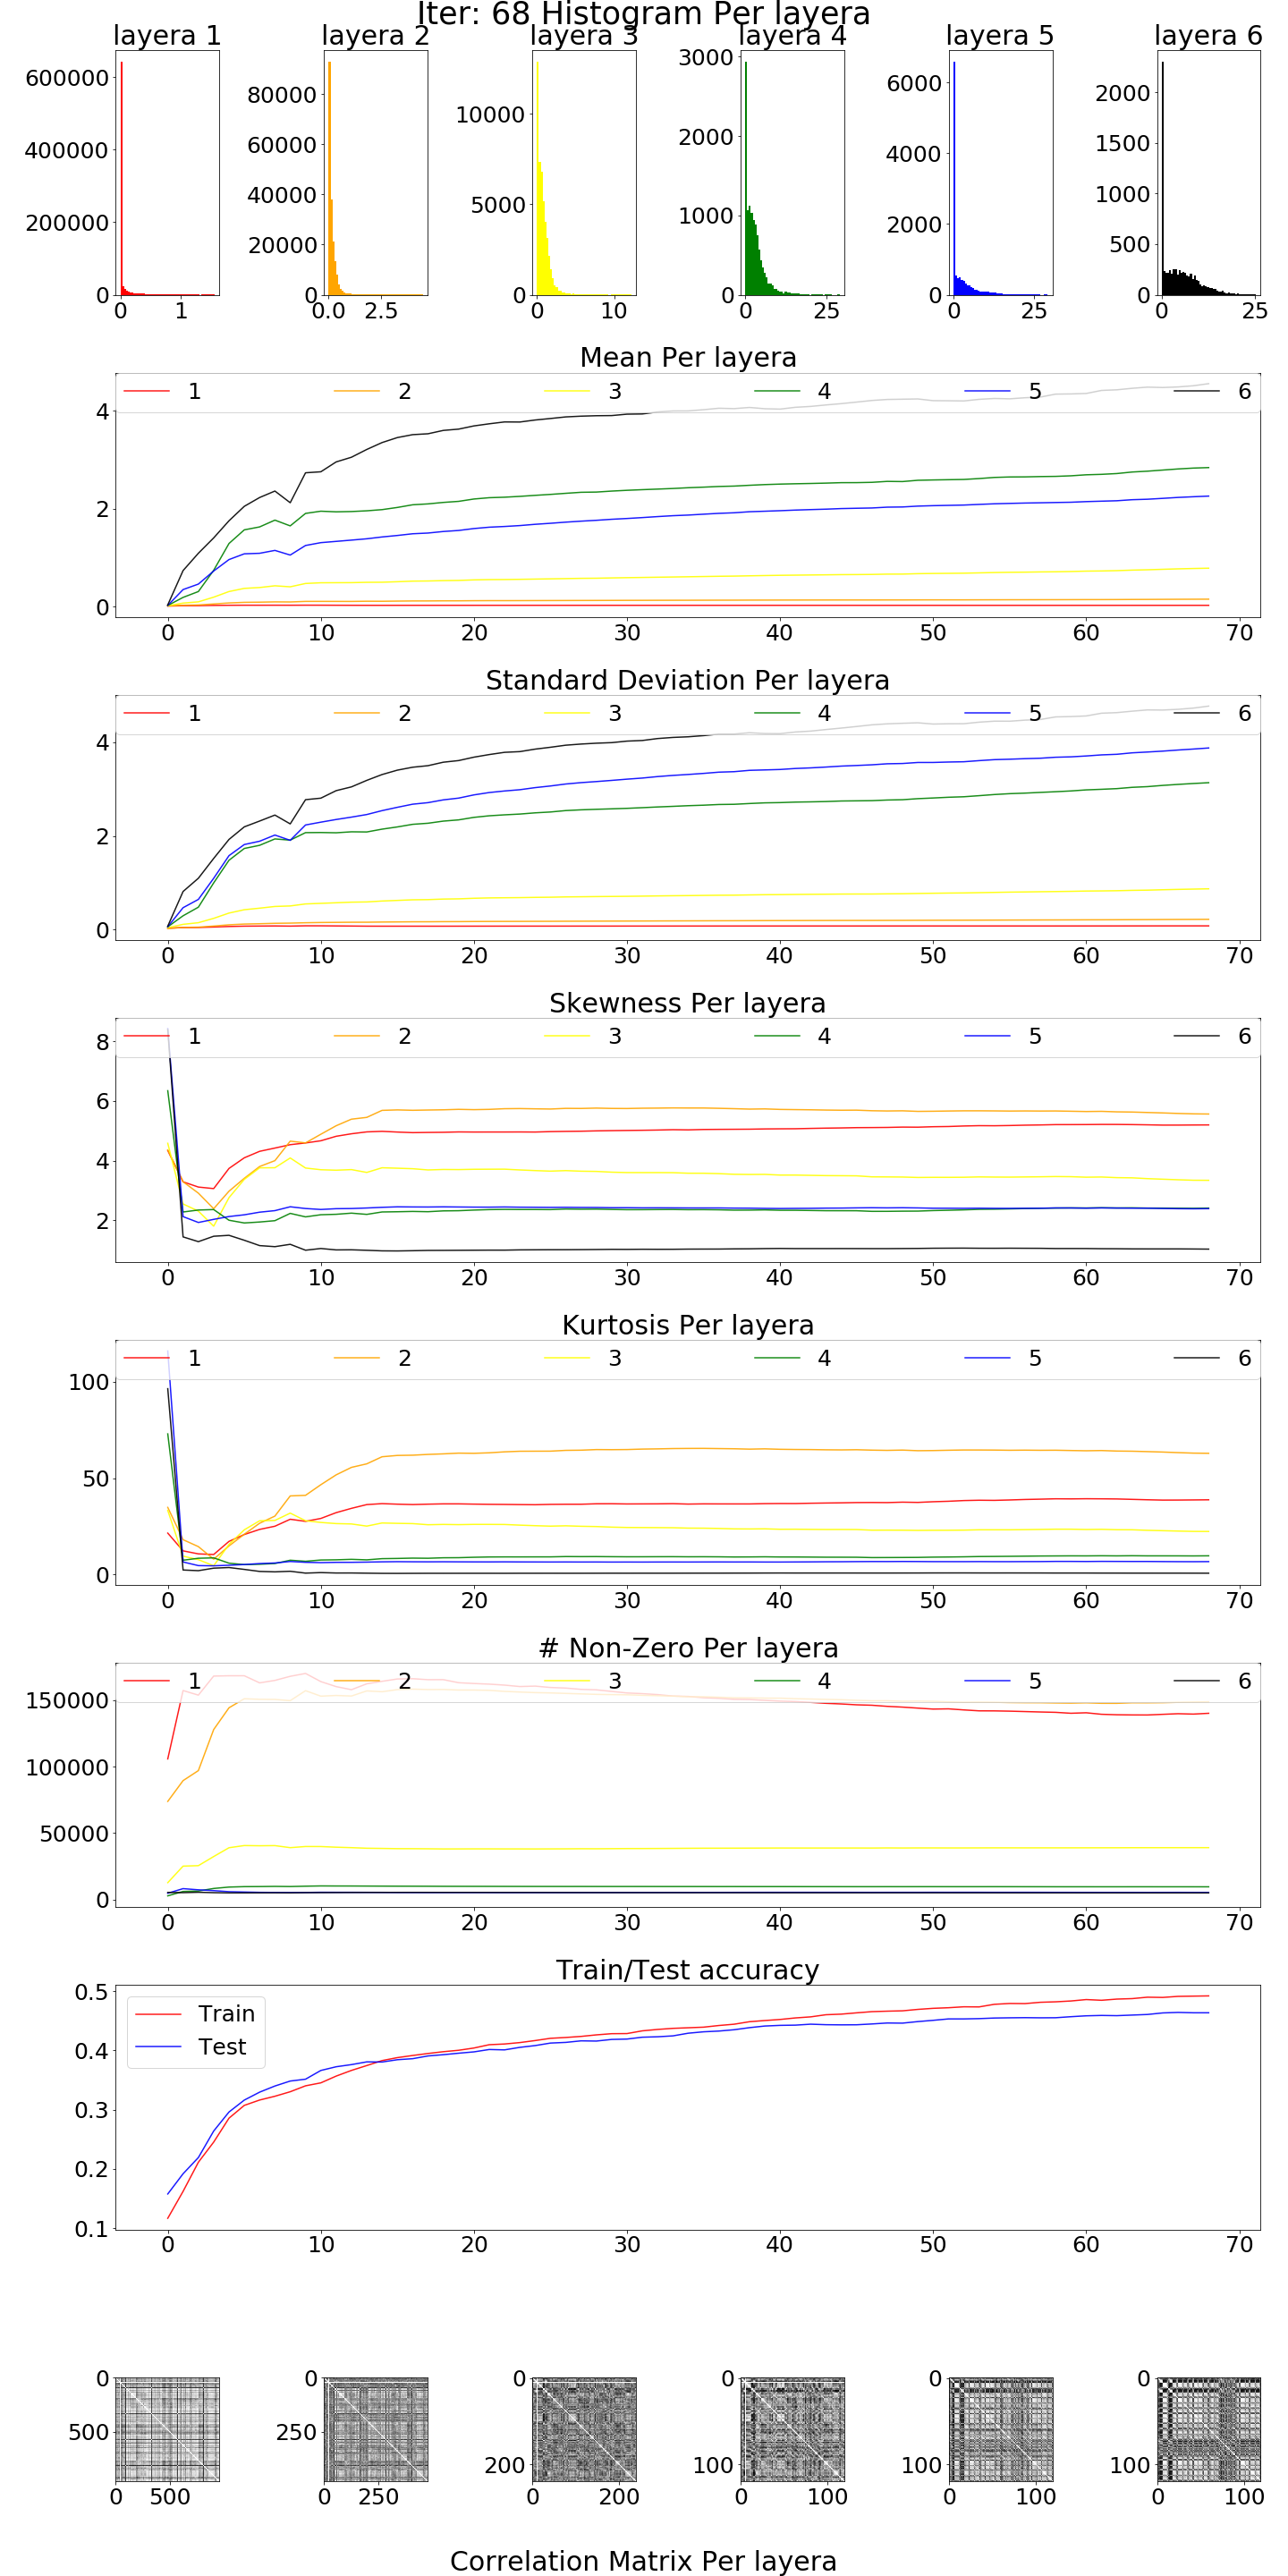 Iter: 68 Histogram Per layera
layera 1 layera 2 layera 3 layera 4 layera 5 layera 6
600000 400000 200000 0
0 1
80000 60000 40000 20000 0
0.0 2.5
10000 5000 0
0 10
3000 2000 1000 0
0 25
6000 4000 2000 0
0 25
2000 1500 1000 500 0
0 25
Mean Per layera
1 2 3 4 5 6
4
2
0
0 10 20 30 40 50 60 70
Standard Deviation Per layera
1 2 3 4 5 6
4
2
0
0 10 20 30 40 50 60 70
Skewness Per layera
1 2 3 4 5 6
8
6
4
2
0 10 20 30 40 50 60 70
Kurtosis Per layera
1 2 3 4 5 6
100
50
0
0 10 20 30 40 50 60 70
# Non-Zero Per layera
1 2 3 4 5 6
150000
100000
50000
0
0 10 20 30 40 50 60 70
Train/Test accuracy
Train
Test
0.5
0.4
0.3
0.2
0.1
0 10 20 30 40 50 60 70
0 500
0 500
0 250
0 250
0 200
0 200
0 100
0 100
0 100
0 100
0 100
0 100
Correlation Matrix Per layera